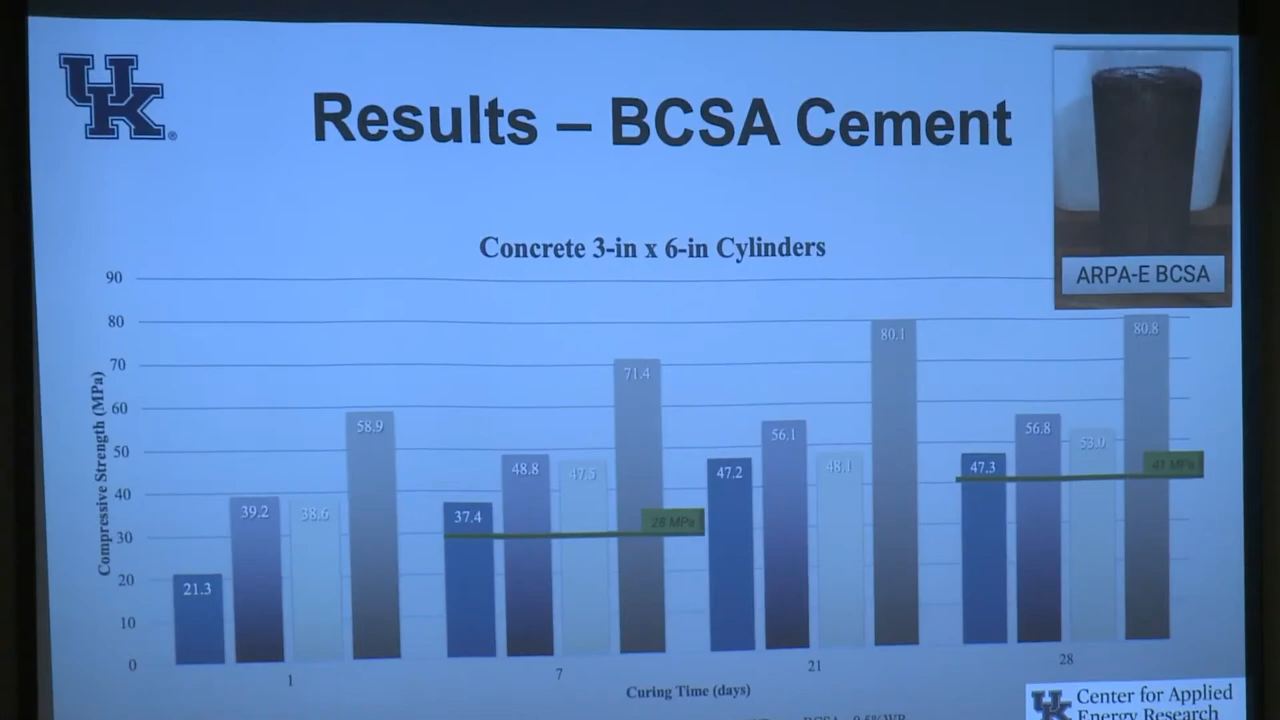 UK
®
Results – BCSA Cement
ARPA-E BCSA
Concrete 3-in x 6-in Cylinders
Compressive Strength (MPa)
90
80
70
60
50
40
30
20
10
0
21.3
39.2
38.6
58.9
37.4
48.8
47.5
71.4
28 MPa
47.2
56.1
48.1
80.1
47.3
56.8
53.0
80.8
41 MPa
1
7
21
28
Curing Time (days)
UK
Center for Applied
Energy Research